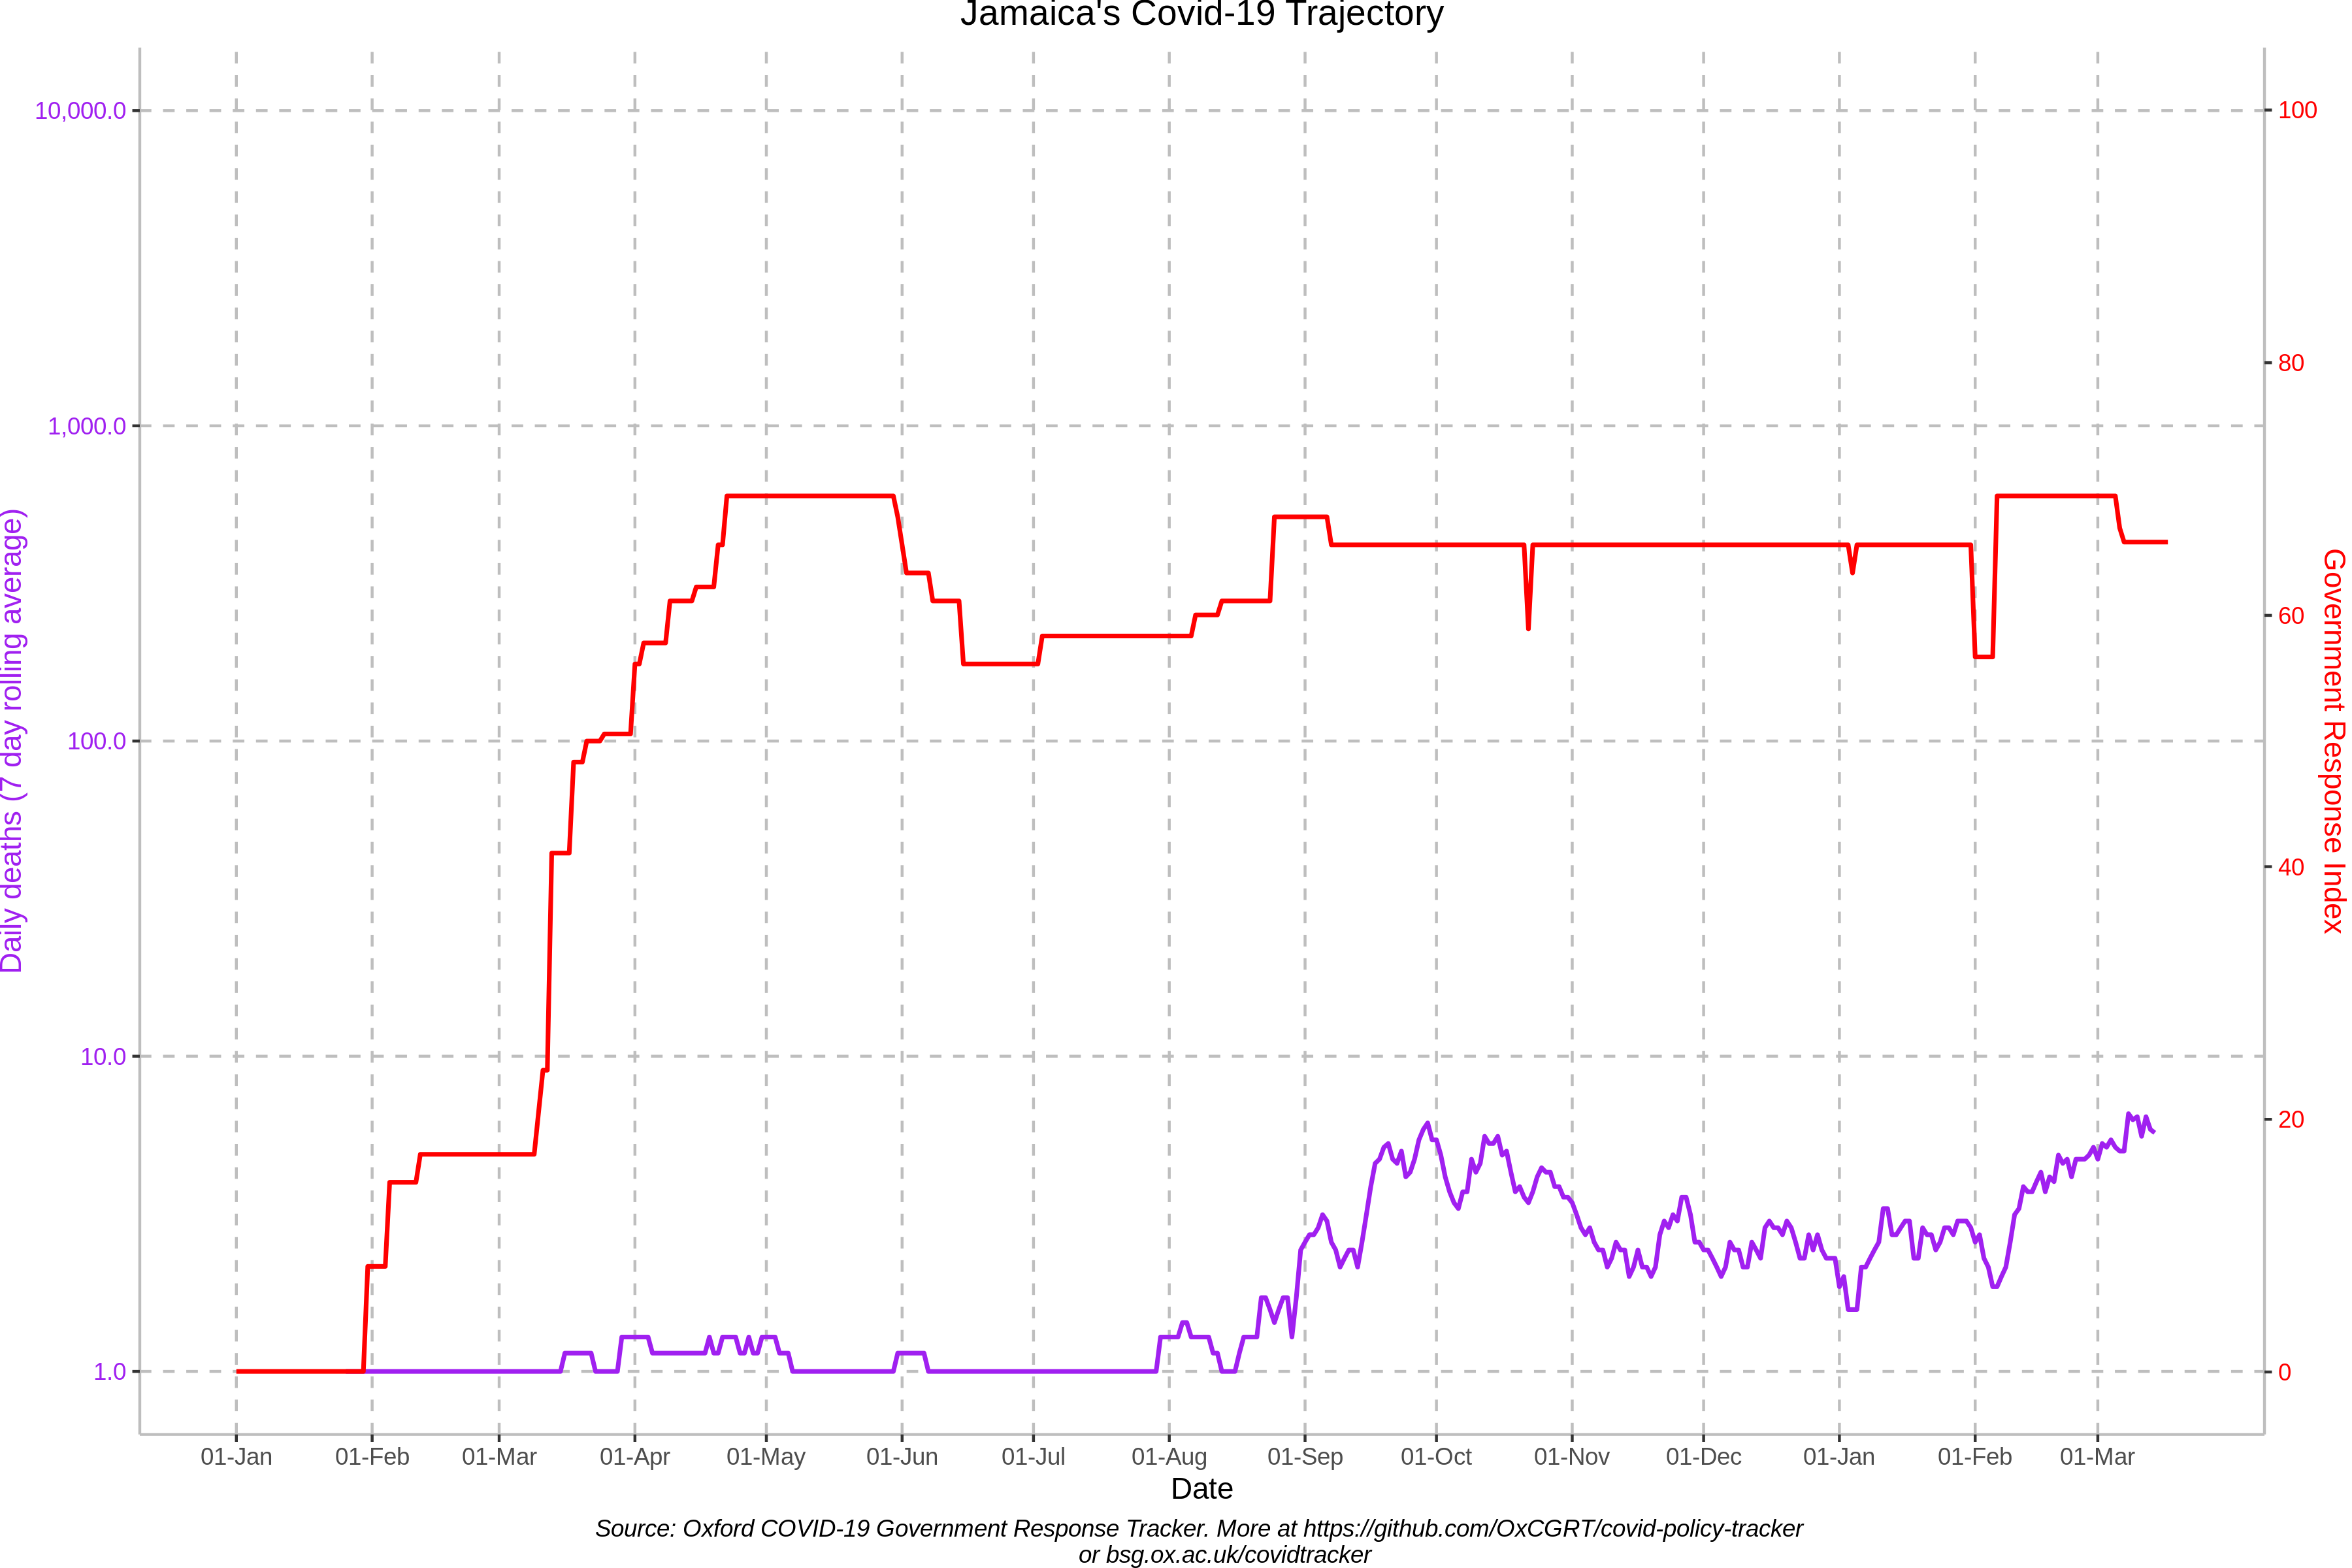 Jamaica's Covid-19 Trajectory
10,000.0
1,000.0
100.0
10.0
1.0
Daily deaths (7 day rolling average)
100
80
60
40
20
0
Government Response Index
01-Jan
01-Feb
01-Mar
01-Apr
01-May
01-Jun
01-Jul
01-Aug
01-Sep
01-Oct
01-Nov
01-Dec
01-Jan
01-Feb
01-Mar
Date
Source: Oxford COVID-19 Government Response Tracker. More at https://github.com/OxCGRT/covid-policy-tracker
or bsg.ox.ac.uk/covidtracker